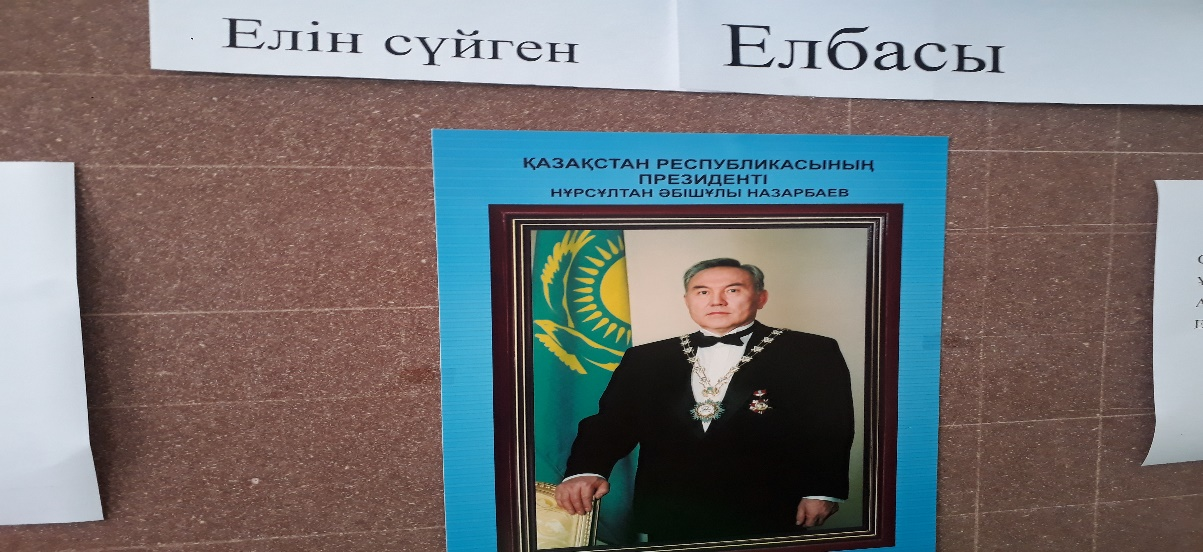 Елін сүйген Елбасы
ҚАЗАҚСТАН РЕСПУБЛИКАСЫНЫҢ
ПРЕЗИДЕНТІ
НҰРСҰЛТАН ӘБІШҰЛЫ НАЗАРБАЕВ